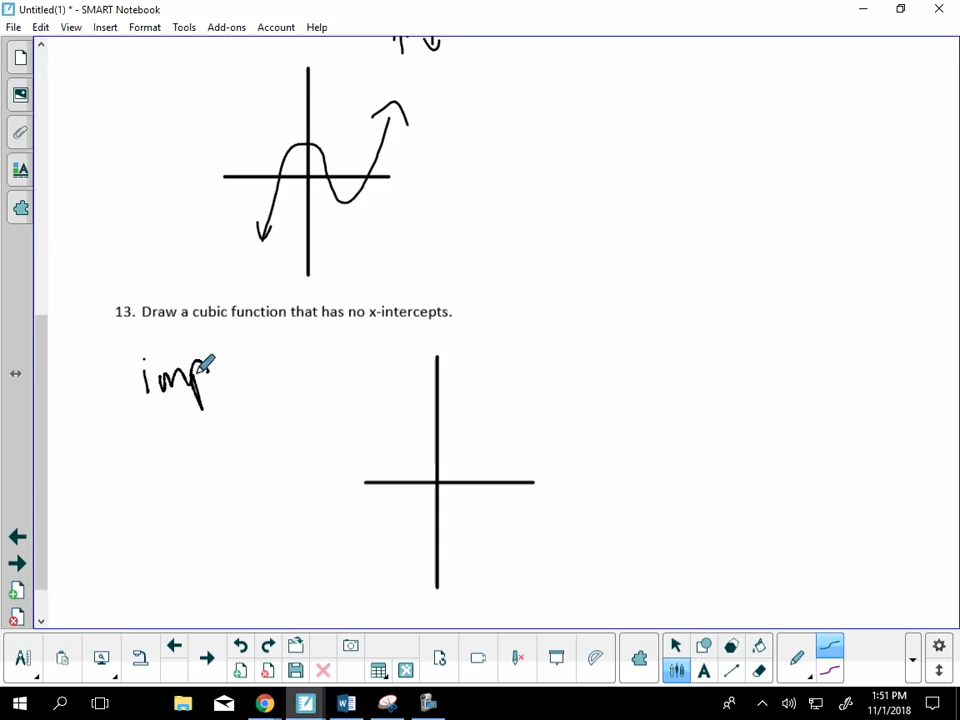 Untitled(1) * - SMART Notebook
File Edit View Insert Format Tools Add-ons Account Help
13. Draw a cubic function that has no x-intercepts.
imp
1:51 PM
11/1/2018